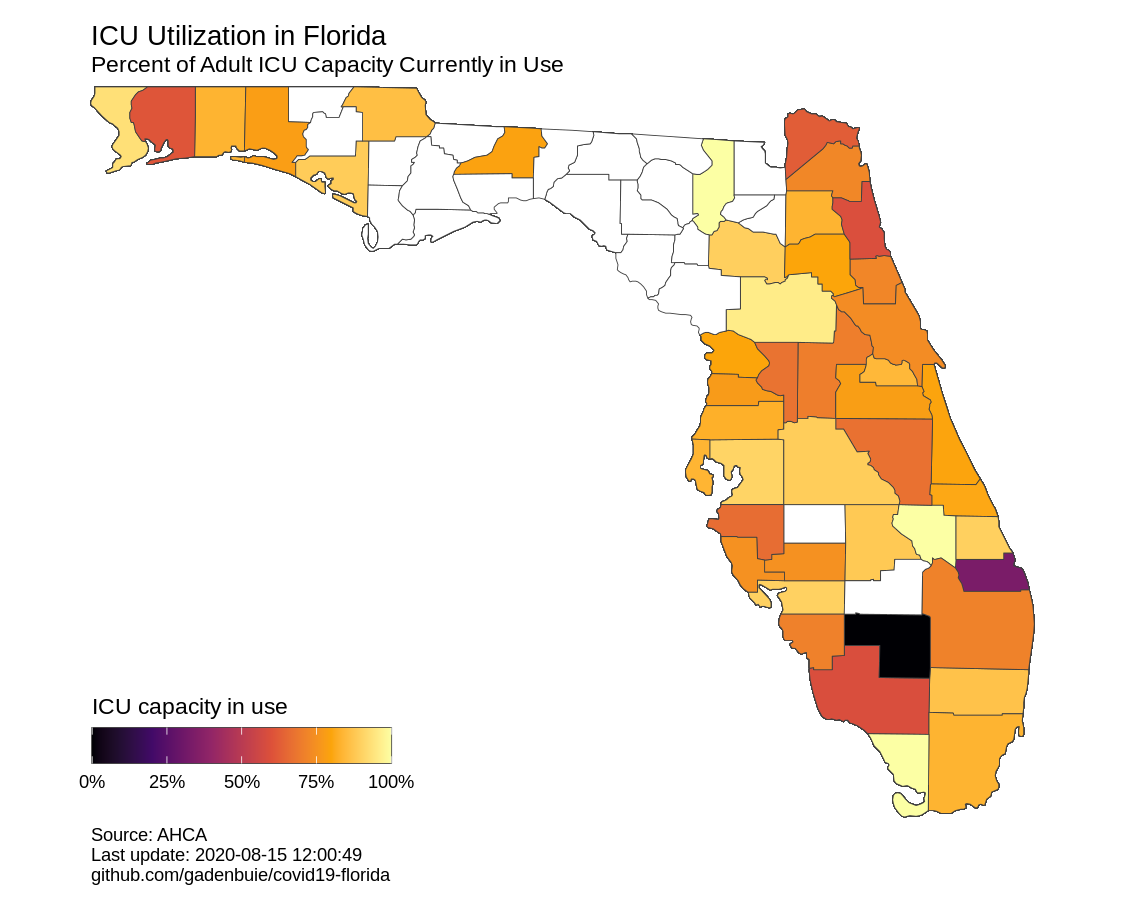 ICU Utilization in Florida
Percent of Adult ICU Capacity Currently in Use
ICU capacity in use
0% 25% 50% 75% 100%
Source: AHCA
Last update: 2020-08-15 12:00:49
github.com/gadenbuie/covid19-florida